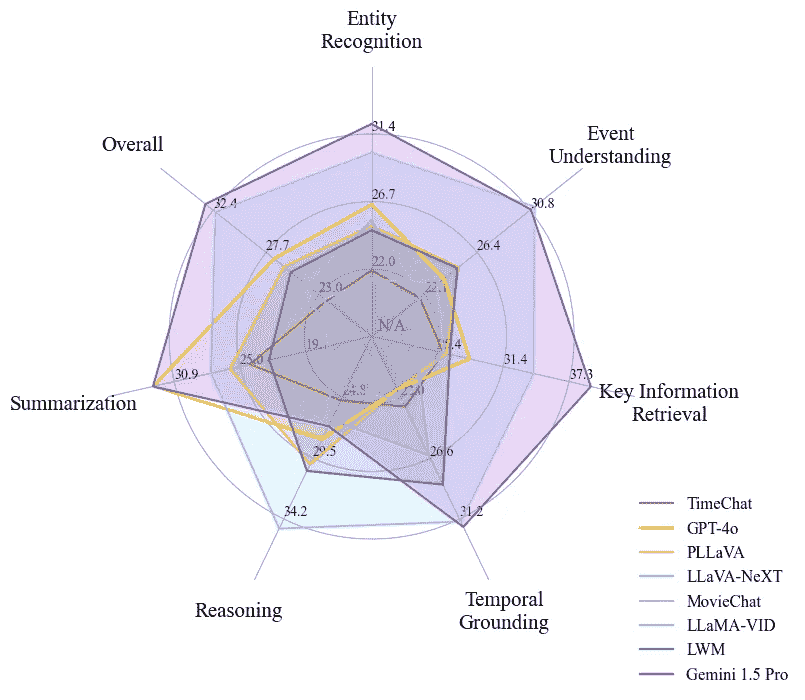 Entity
Recognition
31.4
Event
Understanding
Overall
26.7
32.4
30.8
27.7
26.4
22.0
23.0
N/A
19.
31.4
25.0
30.9
37.3
Key Information
Retrieval
Summarization
29.5
26.6
34.2
31.2
Reasoning
Temporal
Grounding
TimeChat
GPT-4o
PLLaVA
LLaVA-NeXT
MovieChat
LLaMA-VID
LWM
Gemini 1.5 Pro